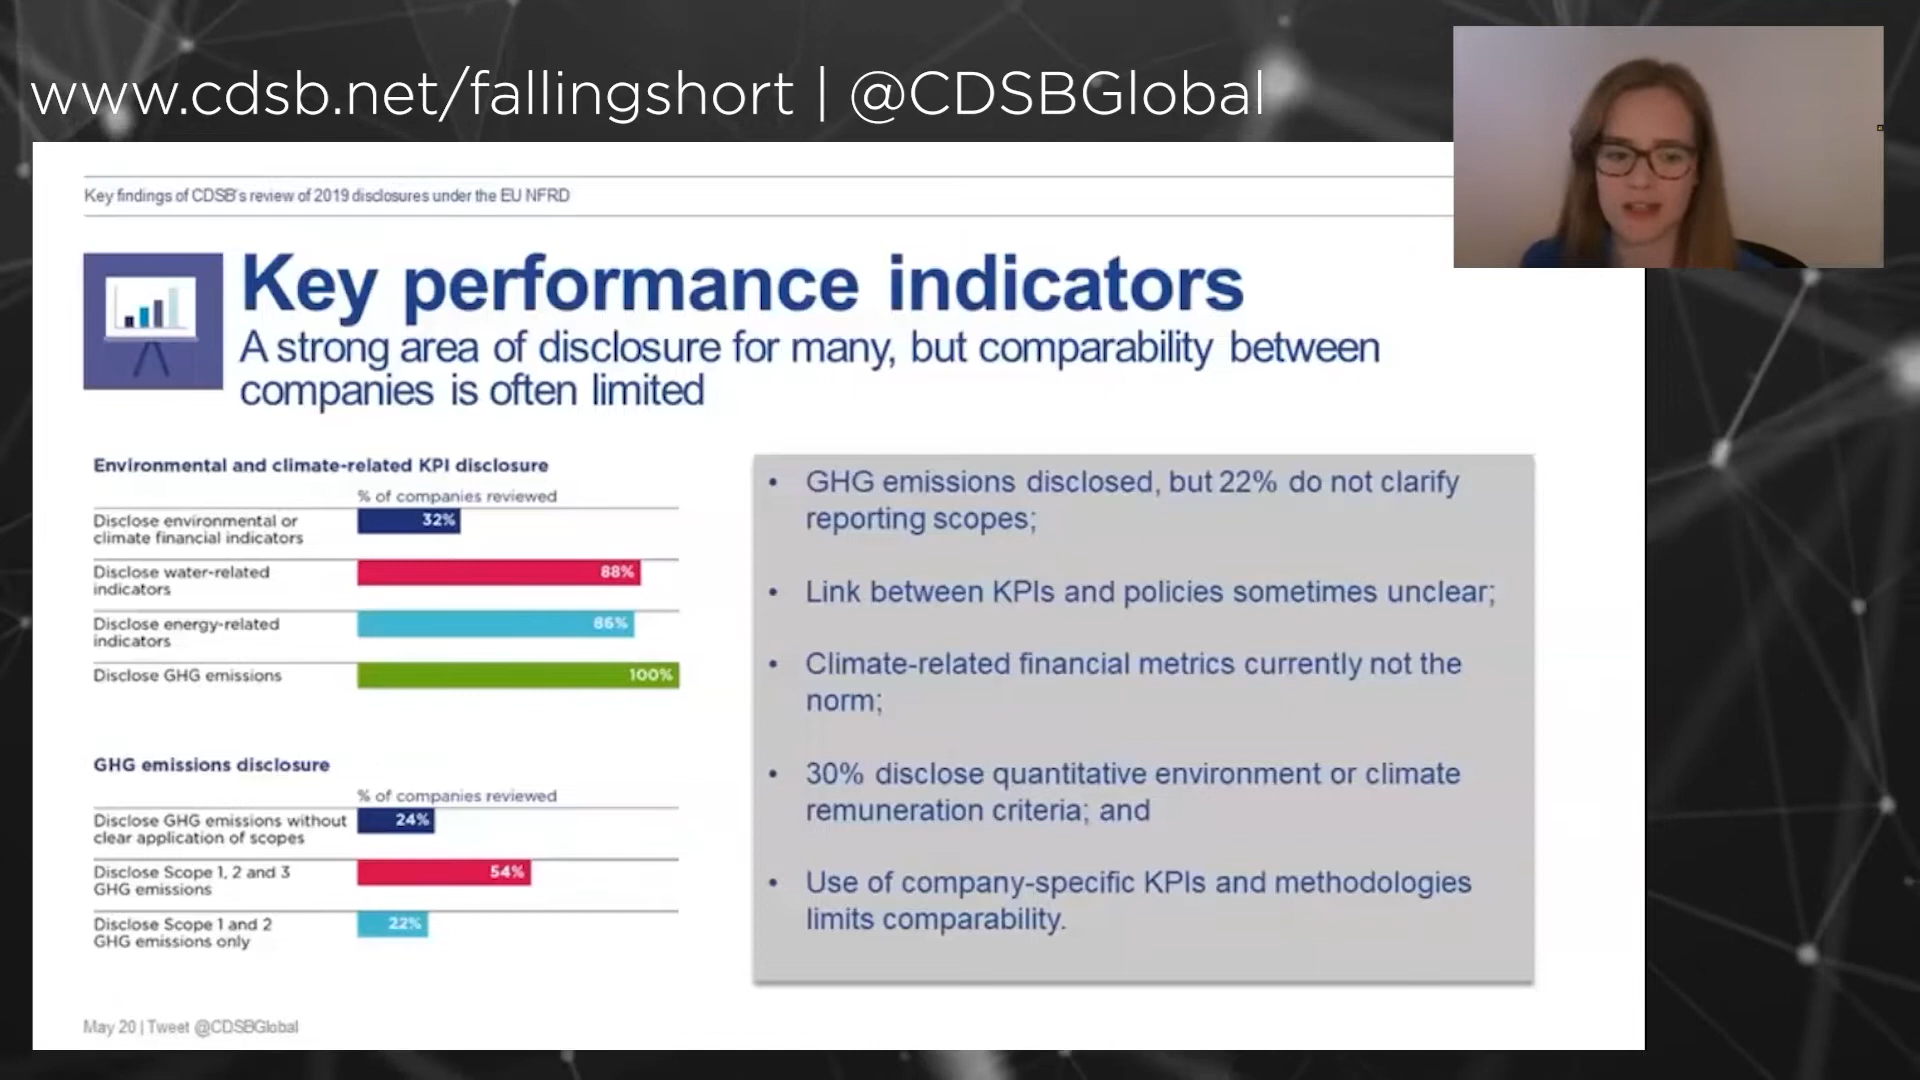 www.cdsb.net/fallingshort | @CDSBGlobal
Key findings of CDSB's review of 2019 disclosures under the EU NFRD
Key performance indicators
A strong area of disclosure for many, but comparability between
companies is often limited
Environmental and climate-related KPI disclosure
% of companies reviewed
Disclose environmental or
climate financial indicators
32%
Disclose water-related
indicators
88%
Disclose energy-related
indicators
86%
Disclose GHG emissions
100%
GHG emissions disclosure
% of companies reviewed
Disclose GHG emissions without
clear application of scopes
24%
Disclose Scope 1, 2 and 3
GHG emissions
54%
Disclose Scope 1 and 2
GHG emissions only
22%
• GHG emissions disclosed, but 22% do not clarify
reporting scopes;
• Link between KPIs and policies sometimes unclear;
• Climate-related financial metrics currently not the
norm;
• 30% disclose quantitative environment or climate
remuneration criteria; and
• Use of company-specific KPIs and methodologies
limits comparability.
May 20 | Tweet @CDSBGlobal